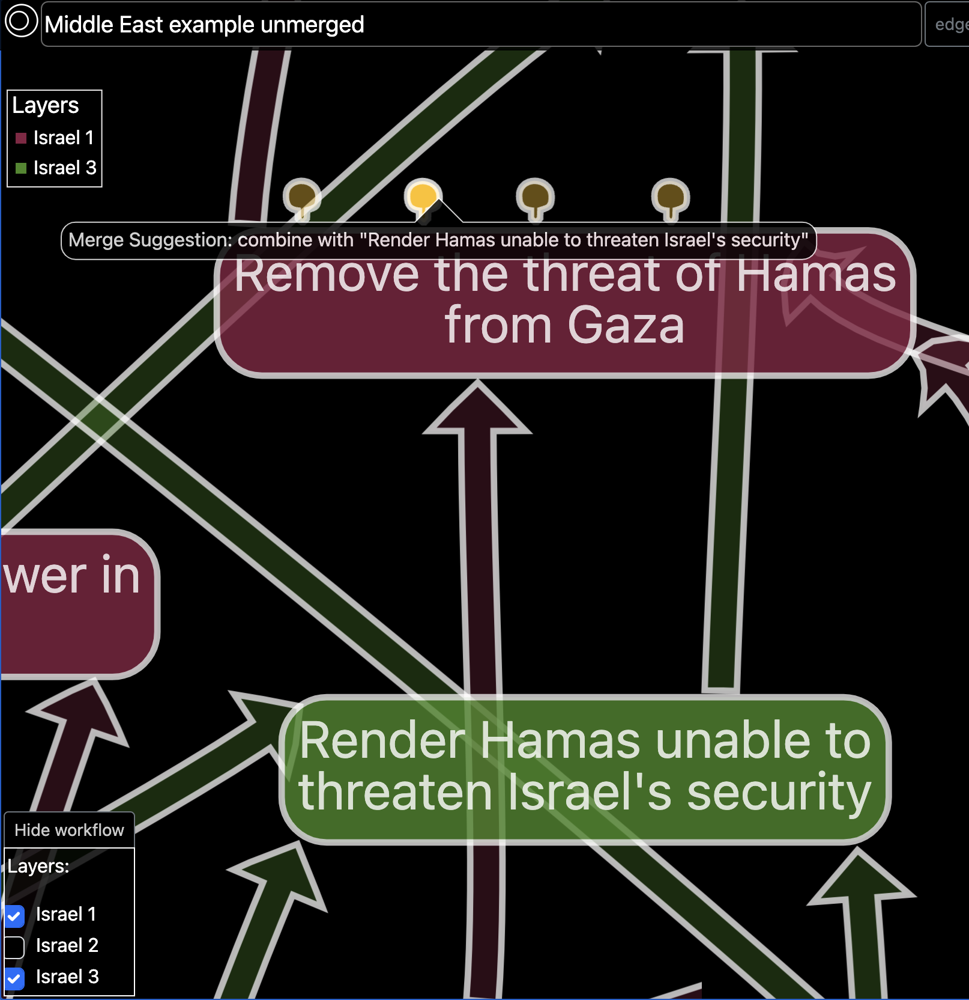 Middle East example unmerged
edge
Layers
Israel 1
Israel 3
Merge Suggestion: combine with "Render Hamas unable to threaten Israel's security"
Remove the threat of Hamas
from Gaza
wer in
Render Hamas unable to
threaten Israel's security
Hide workflow
Layers:
Israel 1
Israel 2
Israel 3